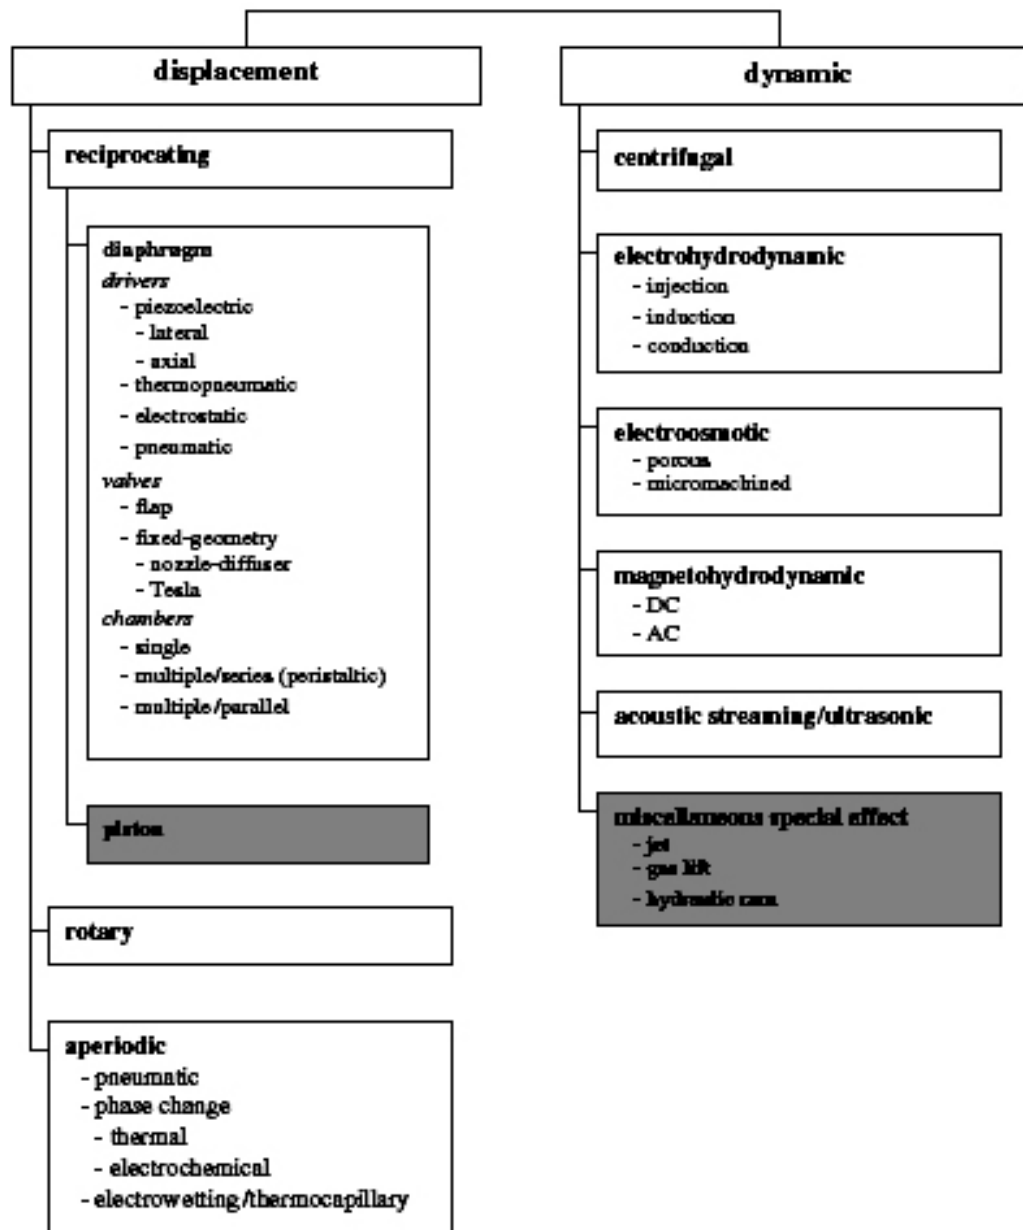 displacement
reciprocating
diaphragm
drivers
- piezoelectric
- lateral
- axial
- thermopneumatic
- electrostatic
- pneumatic
valves
- flap
- fixed-geometry
- nozzle-diffuser
- Tesla
chambers
- single
- multiple/series (peristaltic)
- multiple/parallel
piston
rotary
aperiodic
- pneumatic
- phase change
- thermal
- electrochemical
- electrowetting/thermocapillary
dynamic
centrifugal
electrohydrodynamic
- injection
- induction
- conduction
electroosmotic
- porous
- micromachined
magnetohydrodynamic
- DC
- AC
acoustic streaming/ultrasonic
miscellaneous special effect
- jet
- gas lift
- hydraulic ram